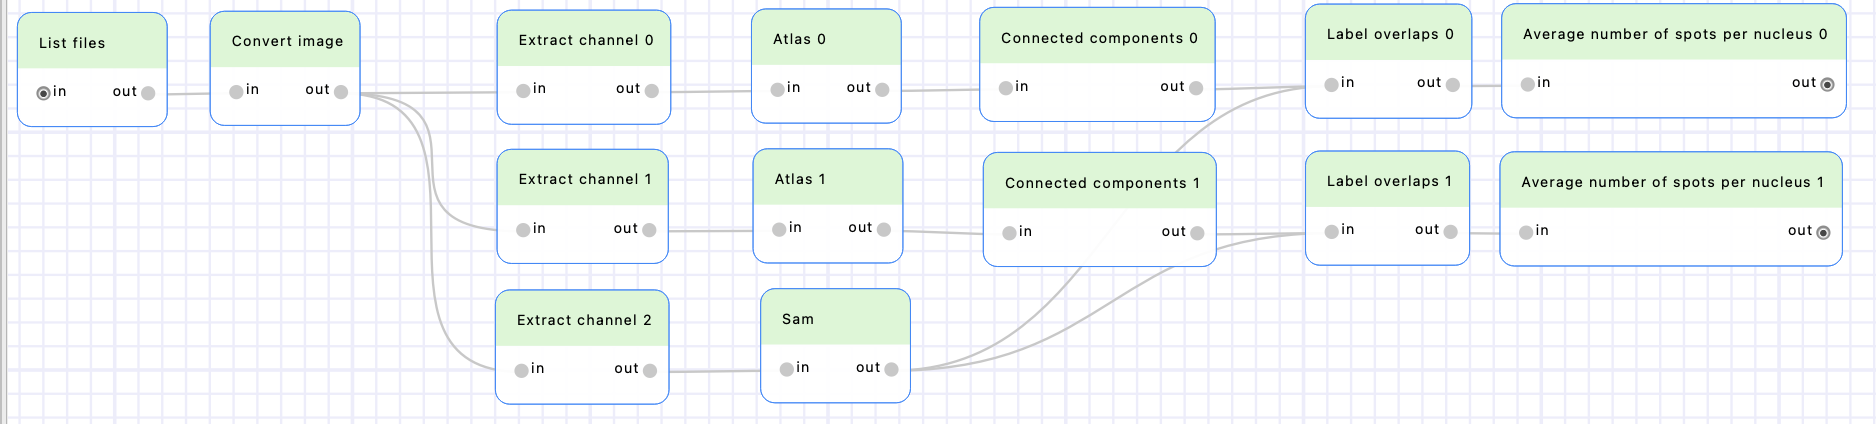 List files
in out
Convert image
in out
Extract channel 0
in out
Atlas 0
in out
Connected components 0
in out
Label overlaps 0
in out
Average number of spots per nucleus 0
in out
Extract channel 1
in out
Atlas 1
in out
Connected components 1
in out
Label overlaps 1
in out
Average number of spots per nucleus 1
in out
Extract channel 2
in out
Sam
in out